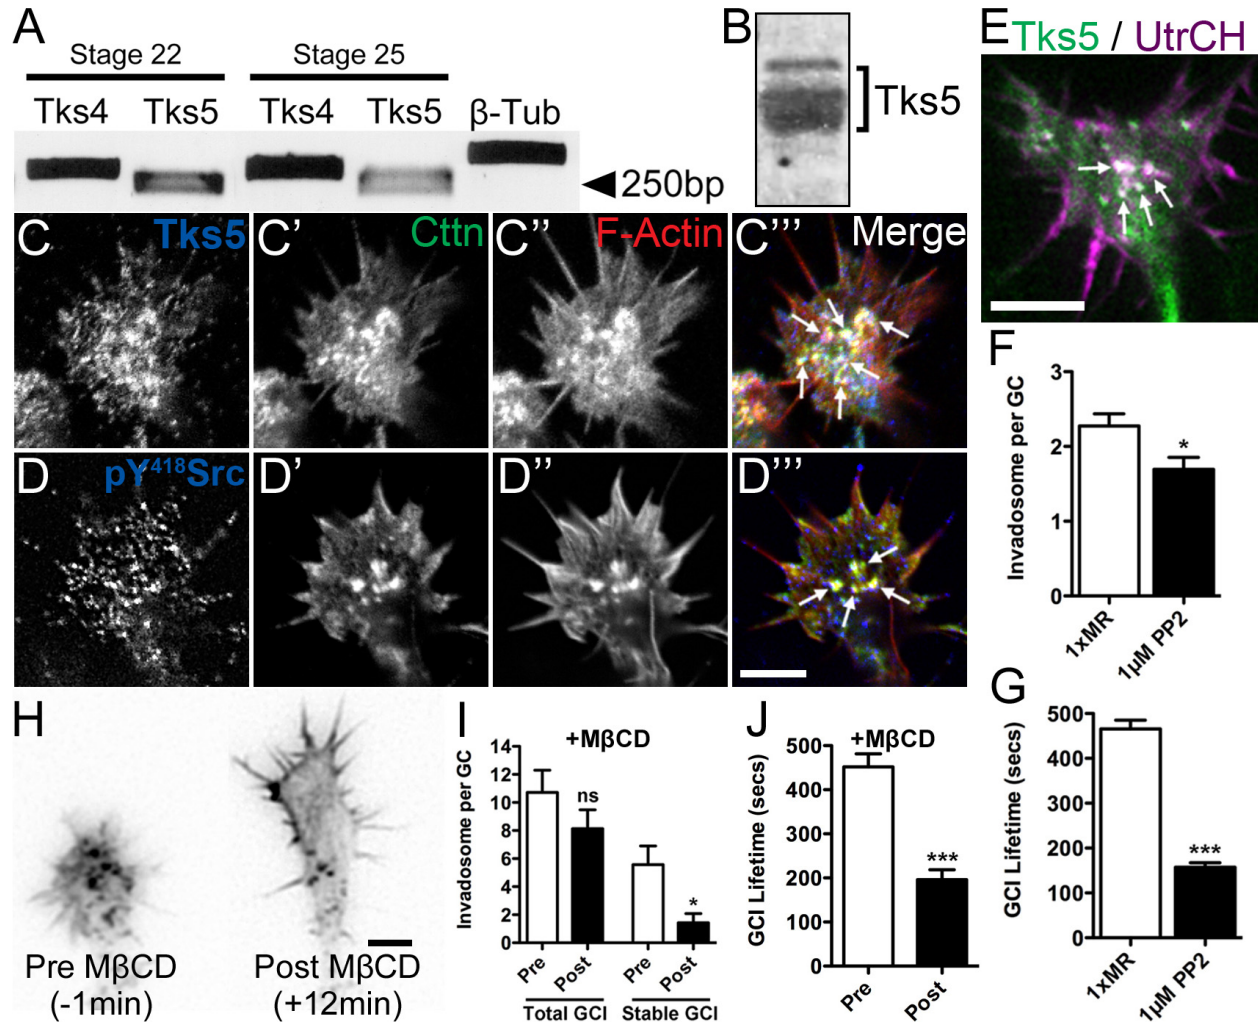 A
Stage 22
Stage 25
Tks4
Tks5
Tks4
Tks5
β-Tub
250bp
B
Tks5
E
Tks5 / UtrCH
C
Tks5
C'
Cttn
C''
F-Actin
C'''
Merge
D
pY418Src
D'
D''
D'''
F
Invadosome per GC
3
2
1
0
*
1xMR
1µM PP2
G
GCI Lifetime (secs)
500
400
300
200
100
0
***
1xMR
1µM PP2
H
Pre MβCD
(-1min)
Post MβCD
(+12min)
I
+MβCD
Invadosome per GC
14
12
10
8
6
4
2
0
ns
*
Pre
Post
Pre
Post
Total GCI
Stable GCI
J
+MβCD
GCI Lifetime (secs)
500
400
300
200
100
0
***
Pre
Post